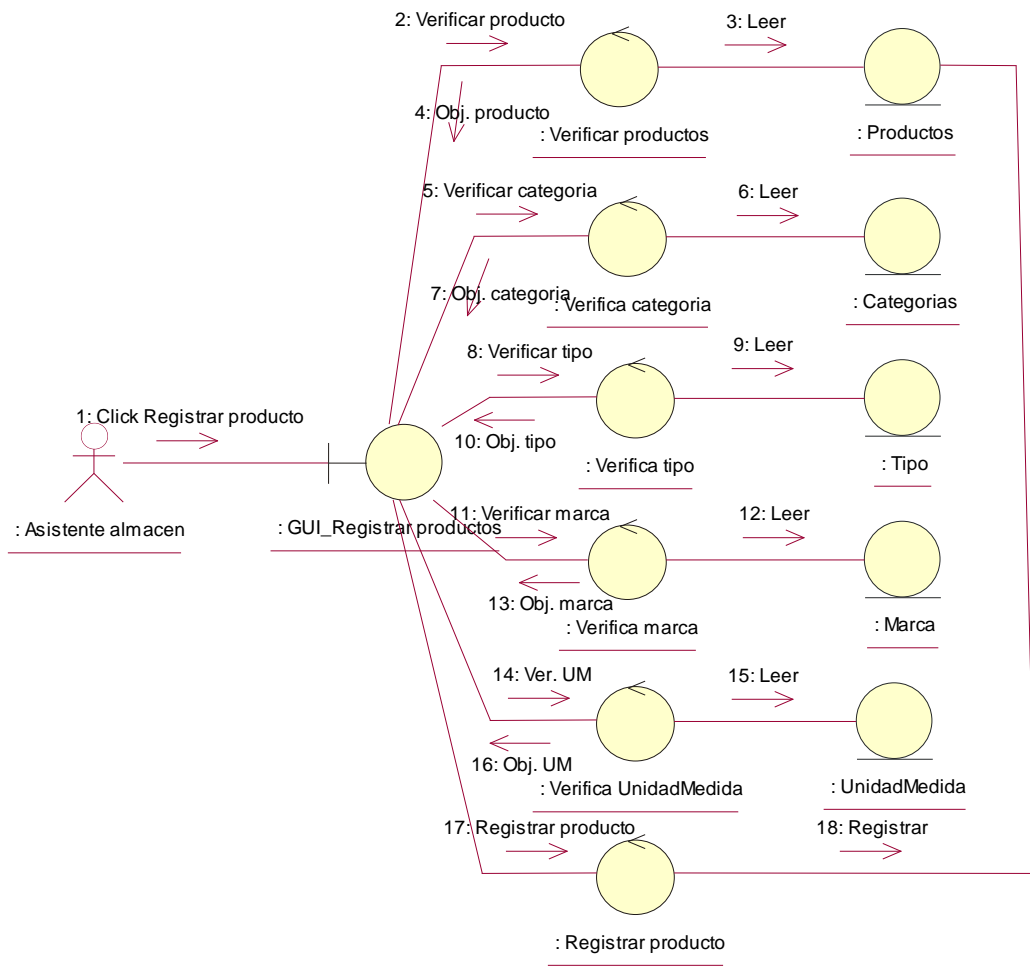 2: Verificar producto
3: Leer
4: Obj. producto
: Verificar productos
: Productos
5: Verificar categoria
6: Leer
7: Obj. categoria
: Verifica categoria
: Categorias
8: Verificar tipo
9: Leer
10: Obj. tipo
: Verifica tipo
: Tipo
1: Click Registrar producto
: Asistente almacen
: GUI_Registrar productos
11: Verificar marca
12: Leer
13: Obj. marca
: Verifica marca
: Marca
14: Ver. UM
15: Leer
16: Obj. UM
: Verifica UnidadMedida
: UnidadMedida
17: Registrar producto
18: Registrar
: Registrar producto